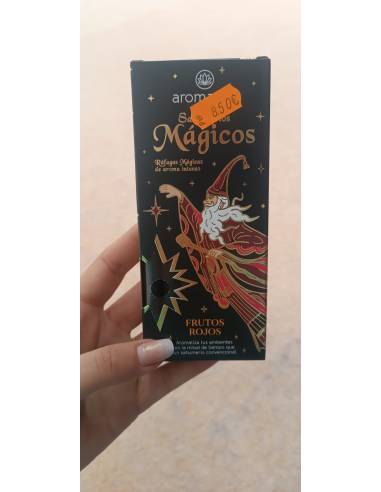 aroma
8.50€
Mágicos
Ráfagas Mágicas
de aroma intenso
FRUTOS
ROJOS
Aromatiza tus ambientes
en la mitad de tiempo que
un sahumerio convencional.